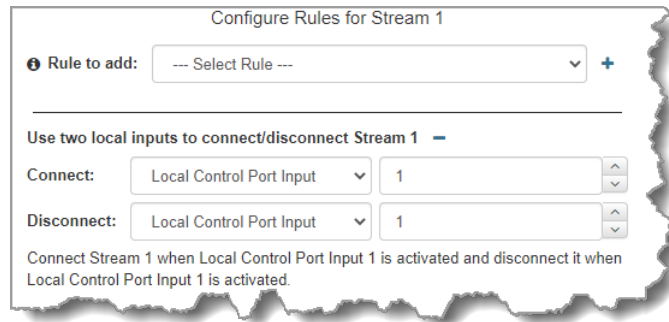 Configure Rules for Stream 1
Rule to add: --- Select Rule ---
Use two local inputs to connect/disconnect Stream 1
Connect: Local Control Port Input 1
Disconnect: Local Control Port Input 1
Connect Stream 1 when Local Control Port Input 1 is activated and disconnect it when
Local Control Port Input 1 is activated.